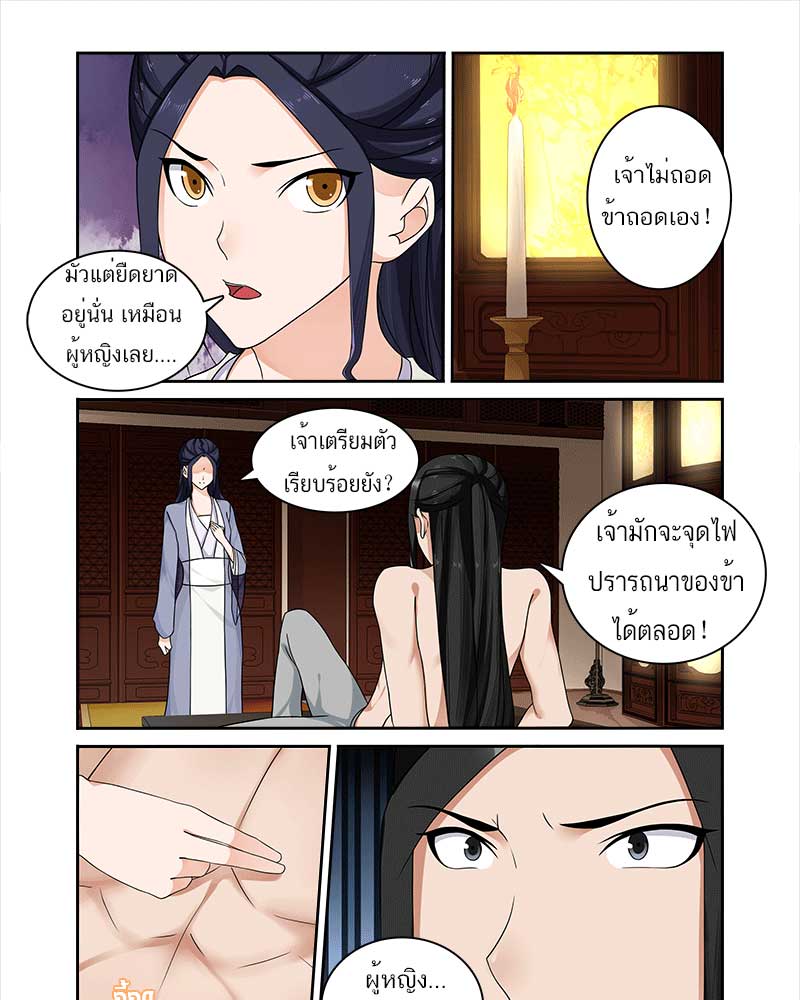 มัวแต่ยืดยาด
อยู่นั่น เหมือน
ผู้หญิงเลย....
เจ้าไม่ถอด
ข้าถอดเอง!
เจ้าเตรียมตัว
เรียบร้อยยัง?
เจ้ามักจะจุดไฟ
ปรารถนาของข้า
ได้ตลอด!
ผู้หญิง...